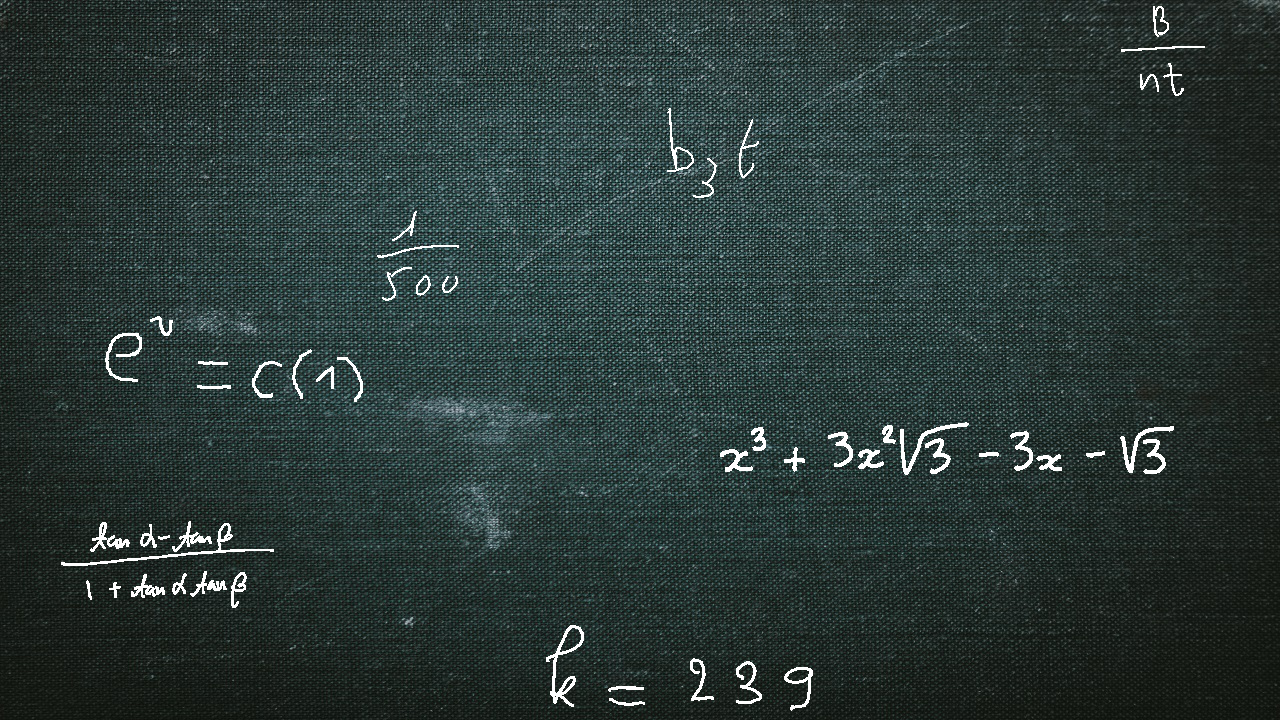 \frac{B}{nt}
b_3 t
\frac{1}{500}
e^v = c(1)
x^3 + 3x^2\sqrt{3} - 3x - \sqrt{3}
\frac{\tan \alpha - \tan \beta}{1 + \tan \alpha \tan \beta}
k = 239